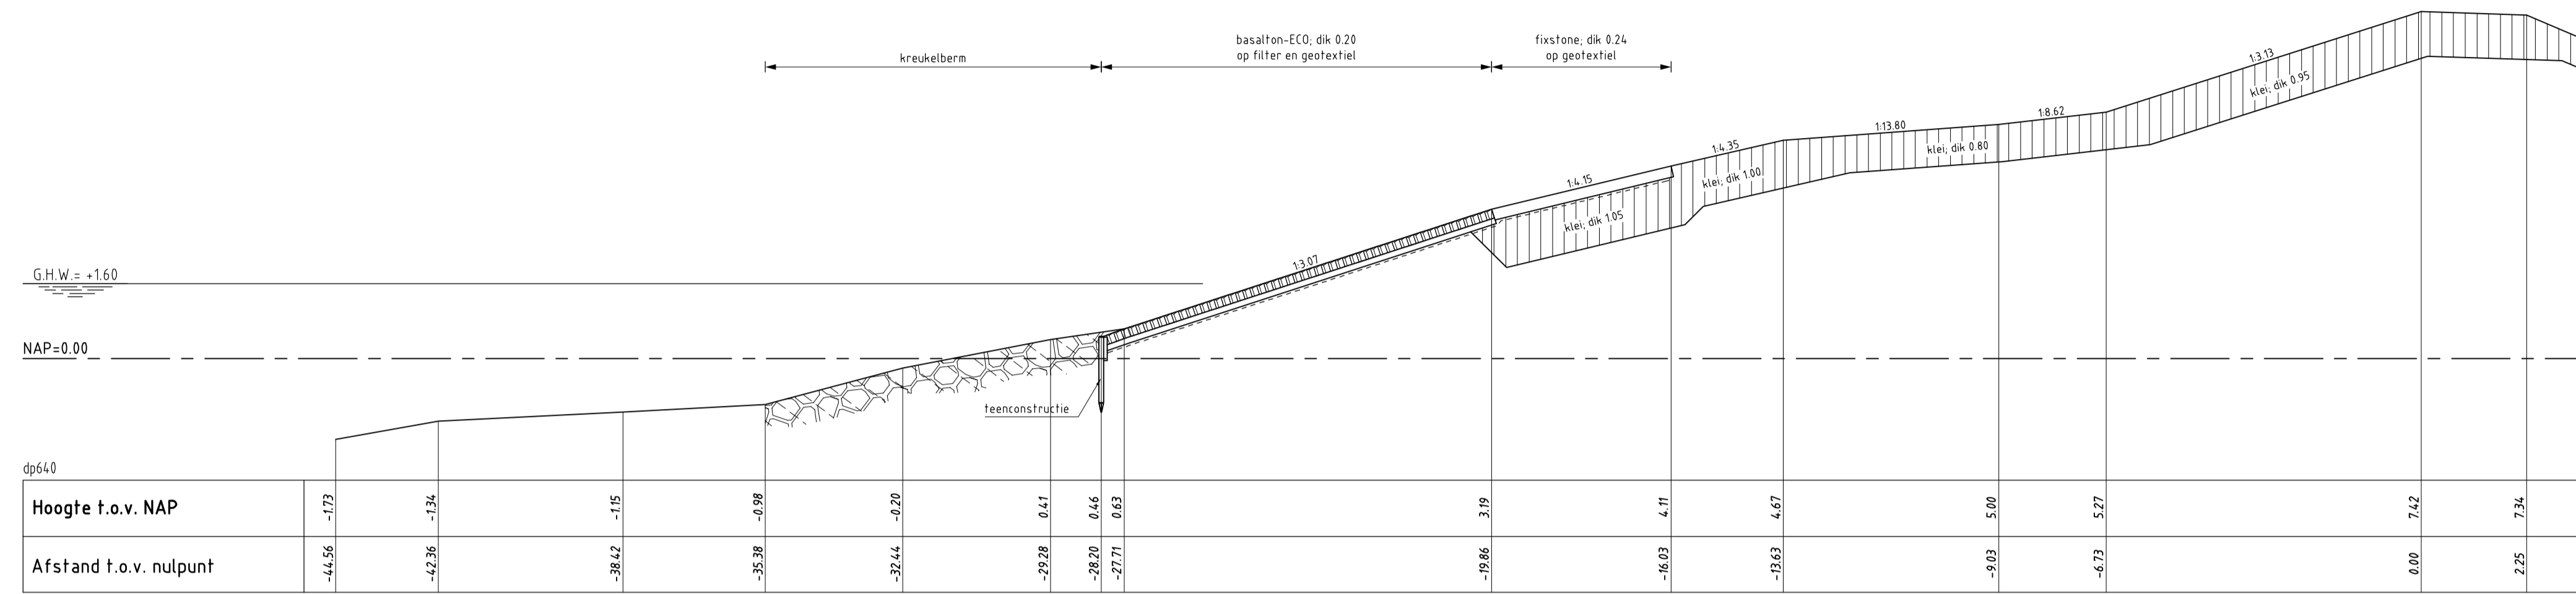 basalton-ECO; dik 0.20
op filter en geotextiel
fixstone; dik 0.24
op geotextiel
kreukelberm
1:3.13
klei; dik 0.95
1:8.62
1:13.80
klei; dik 0.80
1:4.35
klei; dik 1.00
1:4.15
klei; dik 1.05
1:3.07
G.H.W.= +1.60
NAP=0.00
teenconstructie
dp640
Hoogte t.o.v. NAP -1.73 -1.34 -1.15 -0.98 -0.20 0.41 0.46 0.63 3.19 4.11 4.67 5.00 5.27 7.42 7.34
Afstand t.o.v. nulpunt -44.56 -42.36 -38.42 -35.38 -32.44 -29.28 -28.20 -27.71 -19.86 -16.03 -13.63 -9.03 -6.73 0.00 2.25